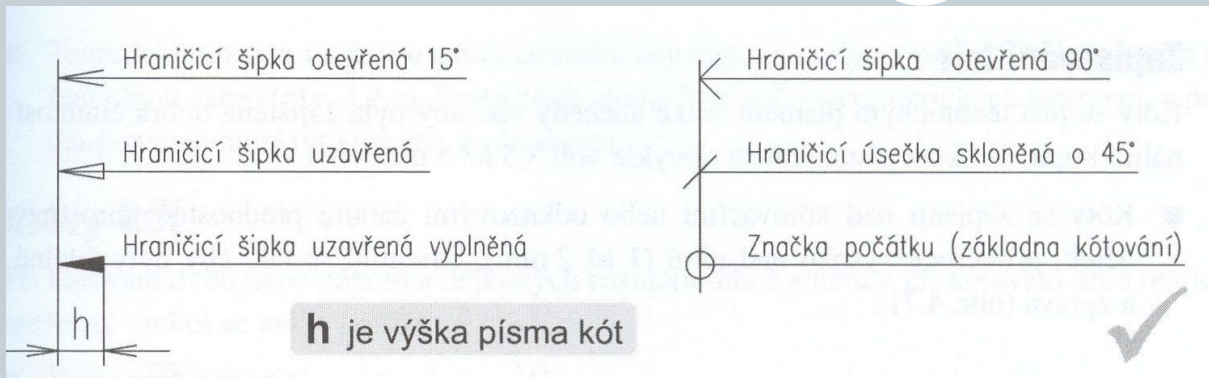 Hraničicí šipka otevřená 15°
Hraničicí šipka uzavřená
Hraničicí šipka uzavřená vyplněná
h
h je výška písma kót
Hraničicí šipka otevřená 90°
Hraničicí úsečka skloněná o 45°
Značka počátku (základna kótování)